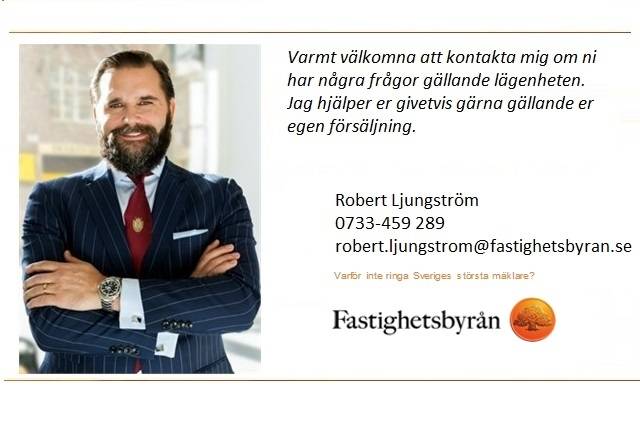 Varmt välkomna att kontakta mig om ni
har några frågor gällande lägenheten.
Jag hjälper er givetvis gärna gällande er
egen försäljning.
Robert Ljungström
0733-459 289
robert.ljungstrom@fastighetsbyran.se
Varför inte ringa Sveriges största mäklare?
Fastighetsbyrån